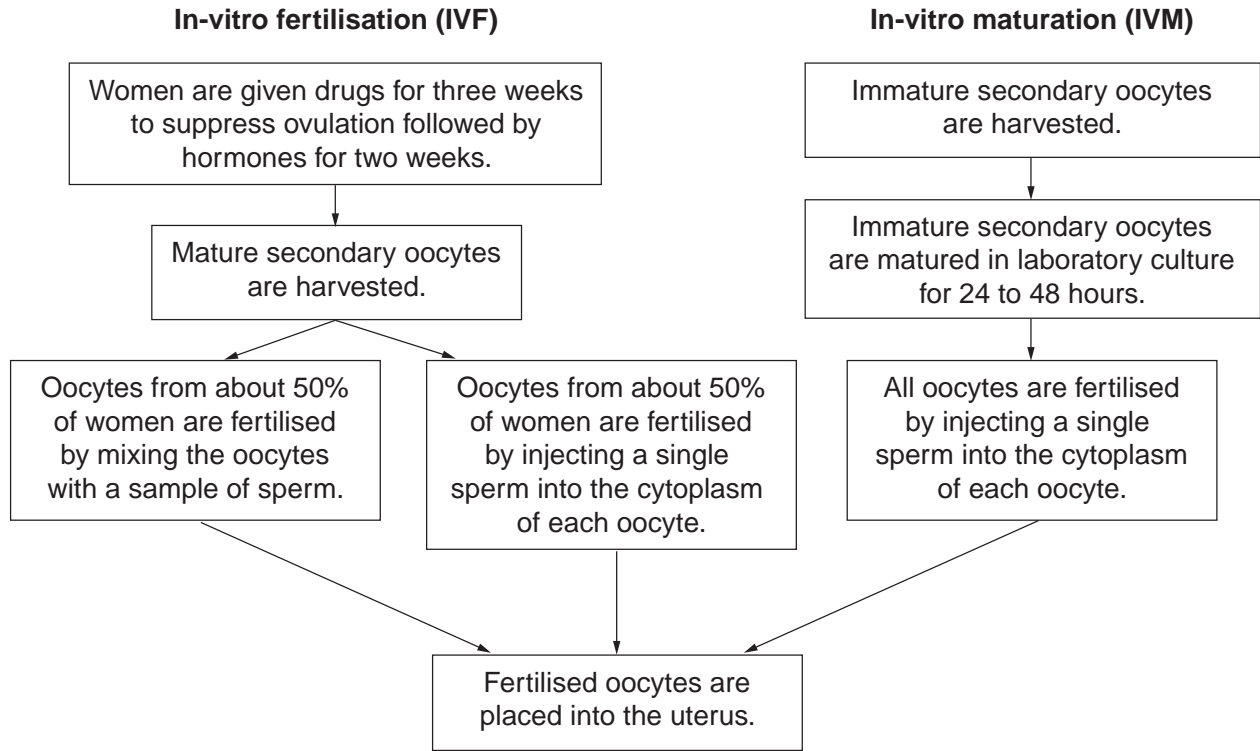 In-vitro fertilisation (IVF)
In-vitro maturation (IVM)
Women are given drugs for three weeks
to suppress ovulation followed by
hormones for two weeks.
Immature secondary oocytes
are harvested.
Mature secondary oocytes
are harvested.
Immature secondary oocytes
are matured in laboratory culture
for 24 to 48 hours.
Oocytes from about 50%
of women are fertilised
by mixing the oocytes
with a sample of sperm.
Oocytes from about 50%
of women are fertilised
by injecting a single
sperm into the cytoplasm
of each oocyte.
All oocytes are fertilised
by injecting a single
sperm into the cytoplasm
of each oocyte.
Fertilised oocytes are
placed into the uterus.